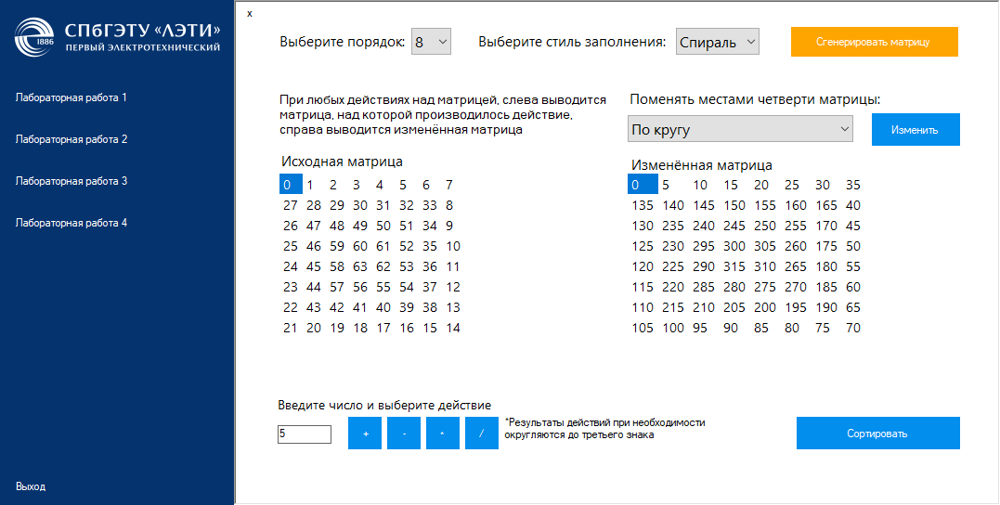 СПбГЭТУ «ЛЭТИ»
ПЕРВЫЙ ЭЛЕКТРОТЕХНИЧЕСКИЙ
1886
Лабораторная работа 1
Лабораторная работа 2
Лабораторная работа 3
Лабораторная работа 4
Выход
x
Выберите порядок: 8 Выберите стиль заполнения: Спираль Сгенерировать матрицу
При любых действиях над матрицей, слева выводится
матрица, над которой производилось действие,
справа выводится изменённая матрица
Поменять местами четверти матрицы:
По кругу Изменить
Исходная матрица
0 1 2 3 4 5 6 7
27 28 29 30 31 32 33 8
26 47 48 49 50 51 34 9
25 46 59 60 61 52 35 10
24 45 58 63 62 53 36 11
23 44 57 56 55 54 37 12
22 43 42 41 40 39 38 13
21 20 19 18 17 16 15 14
Изменённая матрица
0 5 10 15 20 25 30 35
135 140 145 150 155 160 165 40
130 235 240 245 250 255 170 45
125 230 295 300 305 260 175 50
120 225 290 315 310 265 180 55
115 220 285 280 275 270 185 60
110 215 210 205 200 195 190 65
105 100 95 90 85 80 75 70
Введите число и выберите действие
5 + - * /
*Результаты действий при необходимости
округляются до третьего знака
Сортировать